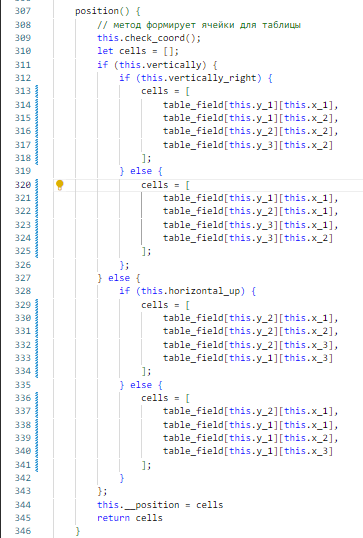 307 position() {
308 // метод формирует ячейки для таблицы
309 this.check_coord();
310 let cells = [];
311 if (this.vertically) {
312 if (this.vertically_right) {
313 cells = [
314 table_field[this.y_1][this.x_1],
315 table_field[this.y_1][this.x_2],
316 table_field[this.y_2][this.x_2],
317 table_field[this.y_3][this.x_2]
318 ];
319 } else {
320 cells = [
321 table_field[this.y_1][this.x_1],
322 table_field[this.y_2][this.x_1],
323 table_field[this.y_3][this.x_1],
324 table_field[this.y_3][this.x_2]
325 ];
326 };
327 } else {
328 if (this.horizontal_up) {
329 cells = [
330 table_field[this.y_2][this.x_1],
331 table_field[this.y_2][this.x_2],
332 table_field[this.y_2][this.x_3],
333 table_field[this.y_1][this.x_3]
334 ];
335 } else {
336 cells = [
337 table_field[this.y_2][this.x_1],
338 table_field[this.y_1][this.x_1],
339 table_field[this.y_1][this.x_2],
340 table_field[this.y_1][this.x_3]
341 ];
342 }
343 };
344 this.__position = cells
345 return cells
346 }